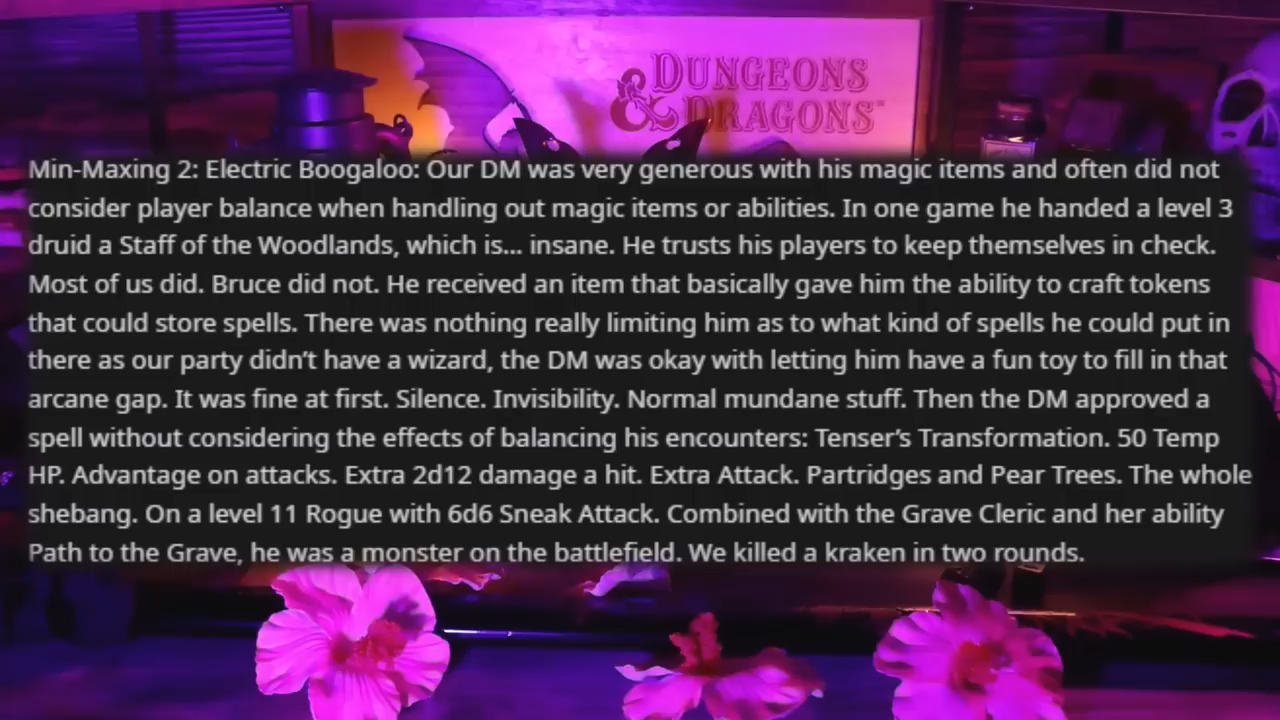 DUNGEONS
& DRAGONS
Min-Maxing 2: Electric Boogaloo: Our DM was very generous with his magic items and often did not
consider player balance when handling out magic items or abilities. In one game he handed a level 3
druid a Staff of the Woodlands, which is... insane. He trusts his players to keep themselves in check.
Most of us did. Bruce did not. He received an item that basically gave him the ability to craft tokens
that could store spells. There was nothing really limiting him as to what kind of spells he could put in
there as our party didn't have a wizard, the DM was okay with letting him have a fun toy to fill in that
arcane gap. It was fine at first. Silence. Invisibility. Normal mundane stuff. Then the DM approved a
spell without considering the effects of balancing his encounters: Tenser's Transformation. 50 Temp
HP. Advantage on attacks. Extra 2d12 damage a hit. Extra Attack. Partridges and Pear Trees. The whole
shebang. On a level 11 Rogue with 6d6 Sneak Attack. Combined with the Grave Cleric and her ability
Path to the Grave, he was a monster on the battlefield. We killed a kraken in two rounds.